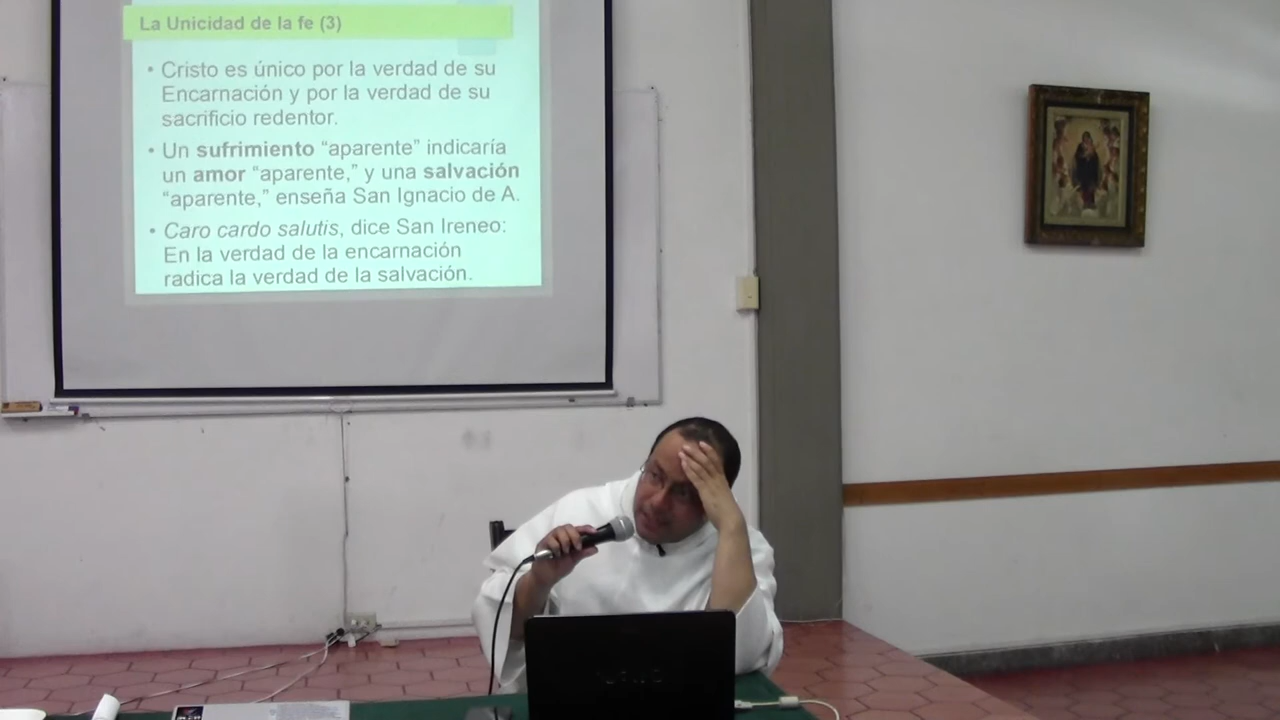 La Unicidad de la fe (3)
• Cristo es único por la verdad de su
Encarnación y por la verdad de su
sacrificio redentor.
• Un sufrimiento “aparente” indicaría
un amor “aparente,” y una salvación
“aparente,” enseña San Ignacio de A.
• Caro cardo salutis, dice San Ireneo:
En la verdad de la encarnación
radica la verdad de la salvación.